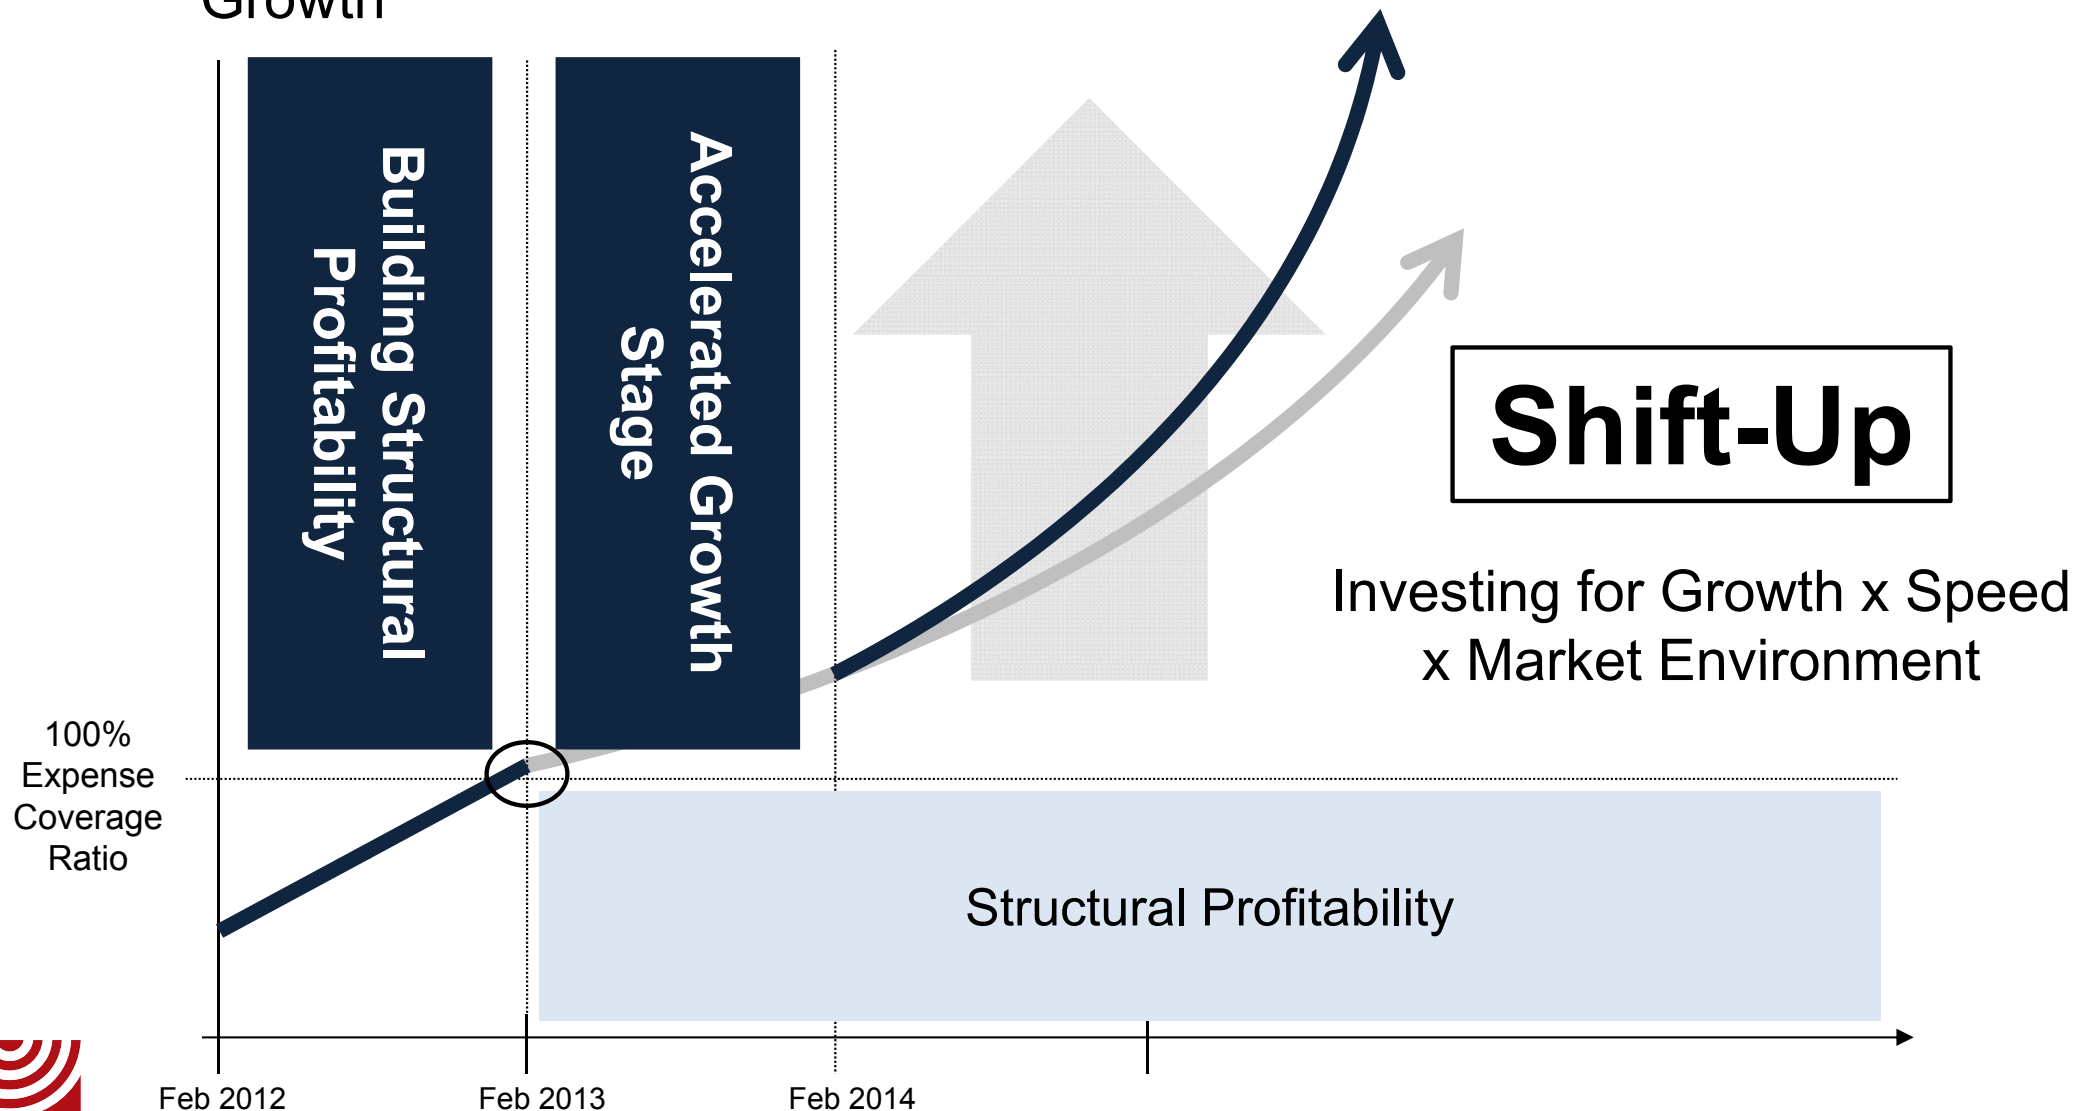 Growth
Building Structural
Profitability
Accelerated Growth
Stage
Shift-Up
Investing for Growth x Speed
x Market Environment
100%
Expense
Coverage
Ratio
Structural Profitability
Feb 2012
Feb 2013
Feb 2014